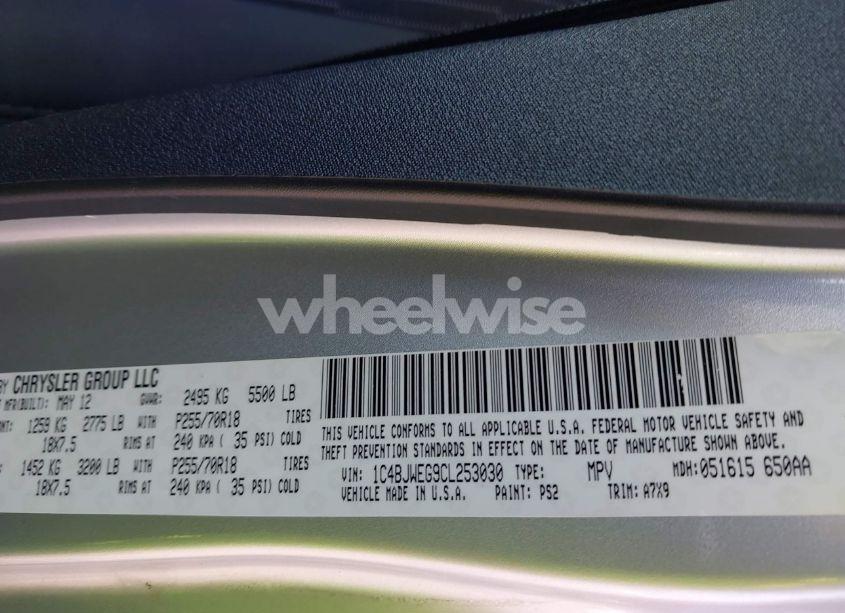 BY CHRYSLER GROUP LLC
MFR(BUILT): MAY 12 GVWR: 2495 KG 5500 LB
1259 KG 2775 LB WITH P255/70R18 TIRES
18X7.5 RIMS AT 240 KPA ( 35 PSI) COLD
1452 KG 3200 LB WITH P255/70R18 TIRES
18X7.5 RIMS AT 240 KPA ( 35 PSI) COLD
THIS VEHICLE CONFORMS TO ALL APPLICABLE U.S.A. FEDERAL MOTOR VEHICLE SAFETY AND
THEFT PREVENTION STANDARDS IN EFFECT ON THE DATE OF MANUFACTURE SHOWN ABOVE.
VIN: 1C4BJWEG9CL253030 TYPE: MPV MDH: 051615 650AA
VEHICLE MADE IN U.S.A. PAINT: PS2 TRIM: A7X9
wheelwise